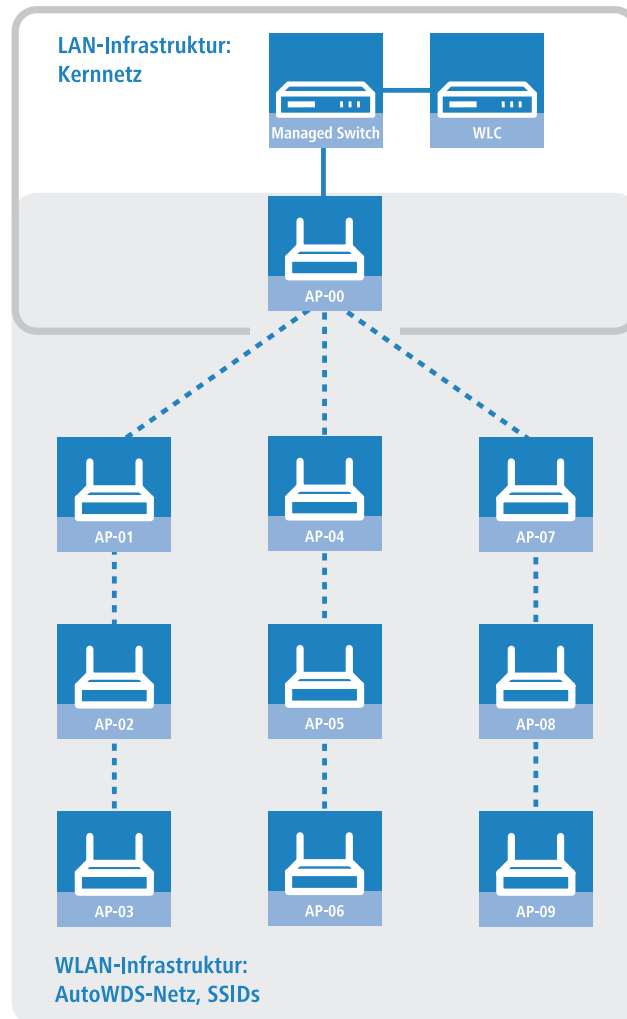 LAN-Infrastruktur:
Kernnetz
Managed Switch
WLC
AP-00
AP-01
AP-04
AP-07
AP-02
AP-05
AP-08
AP-03
AP-06
AP-09
WLAN-Infrastruktur:
AutoWDS-Netz, SSIDs